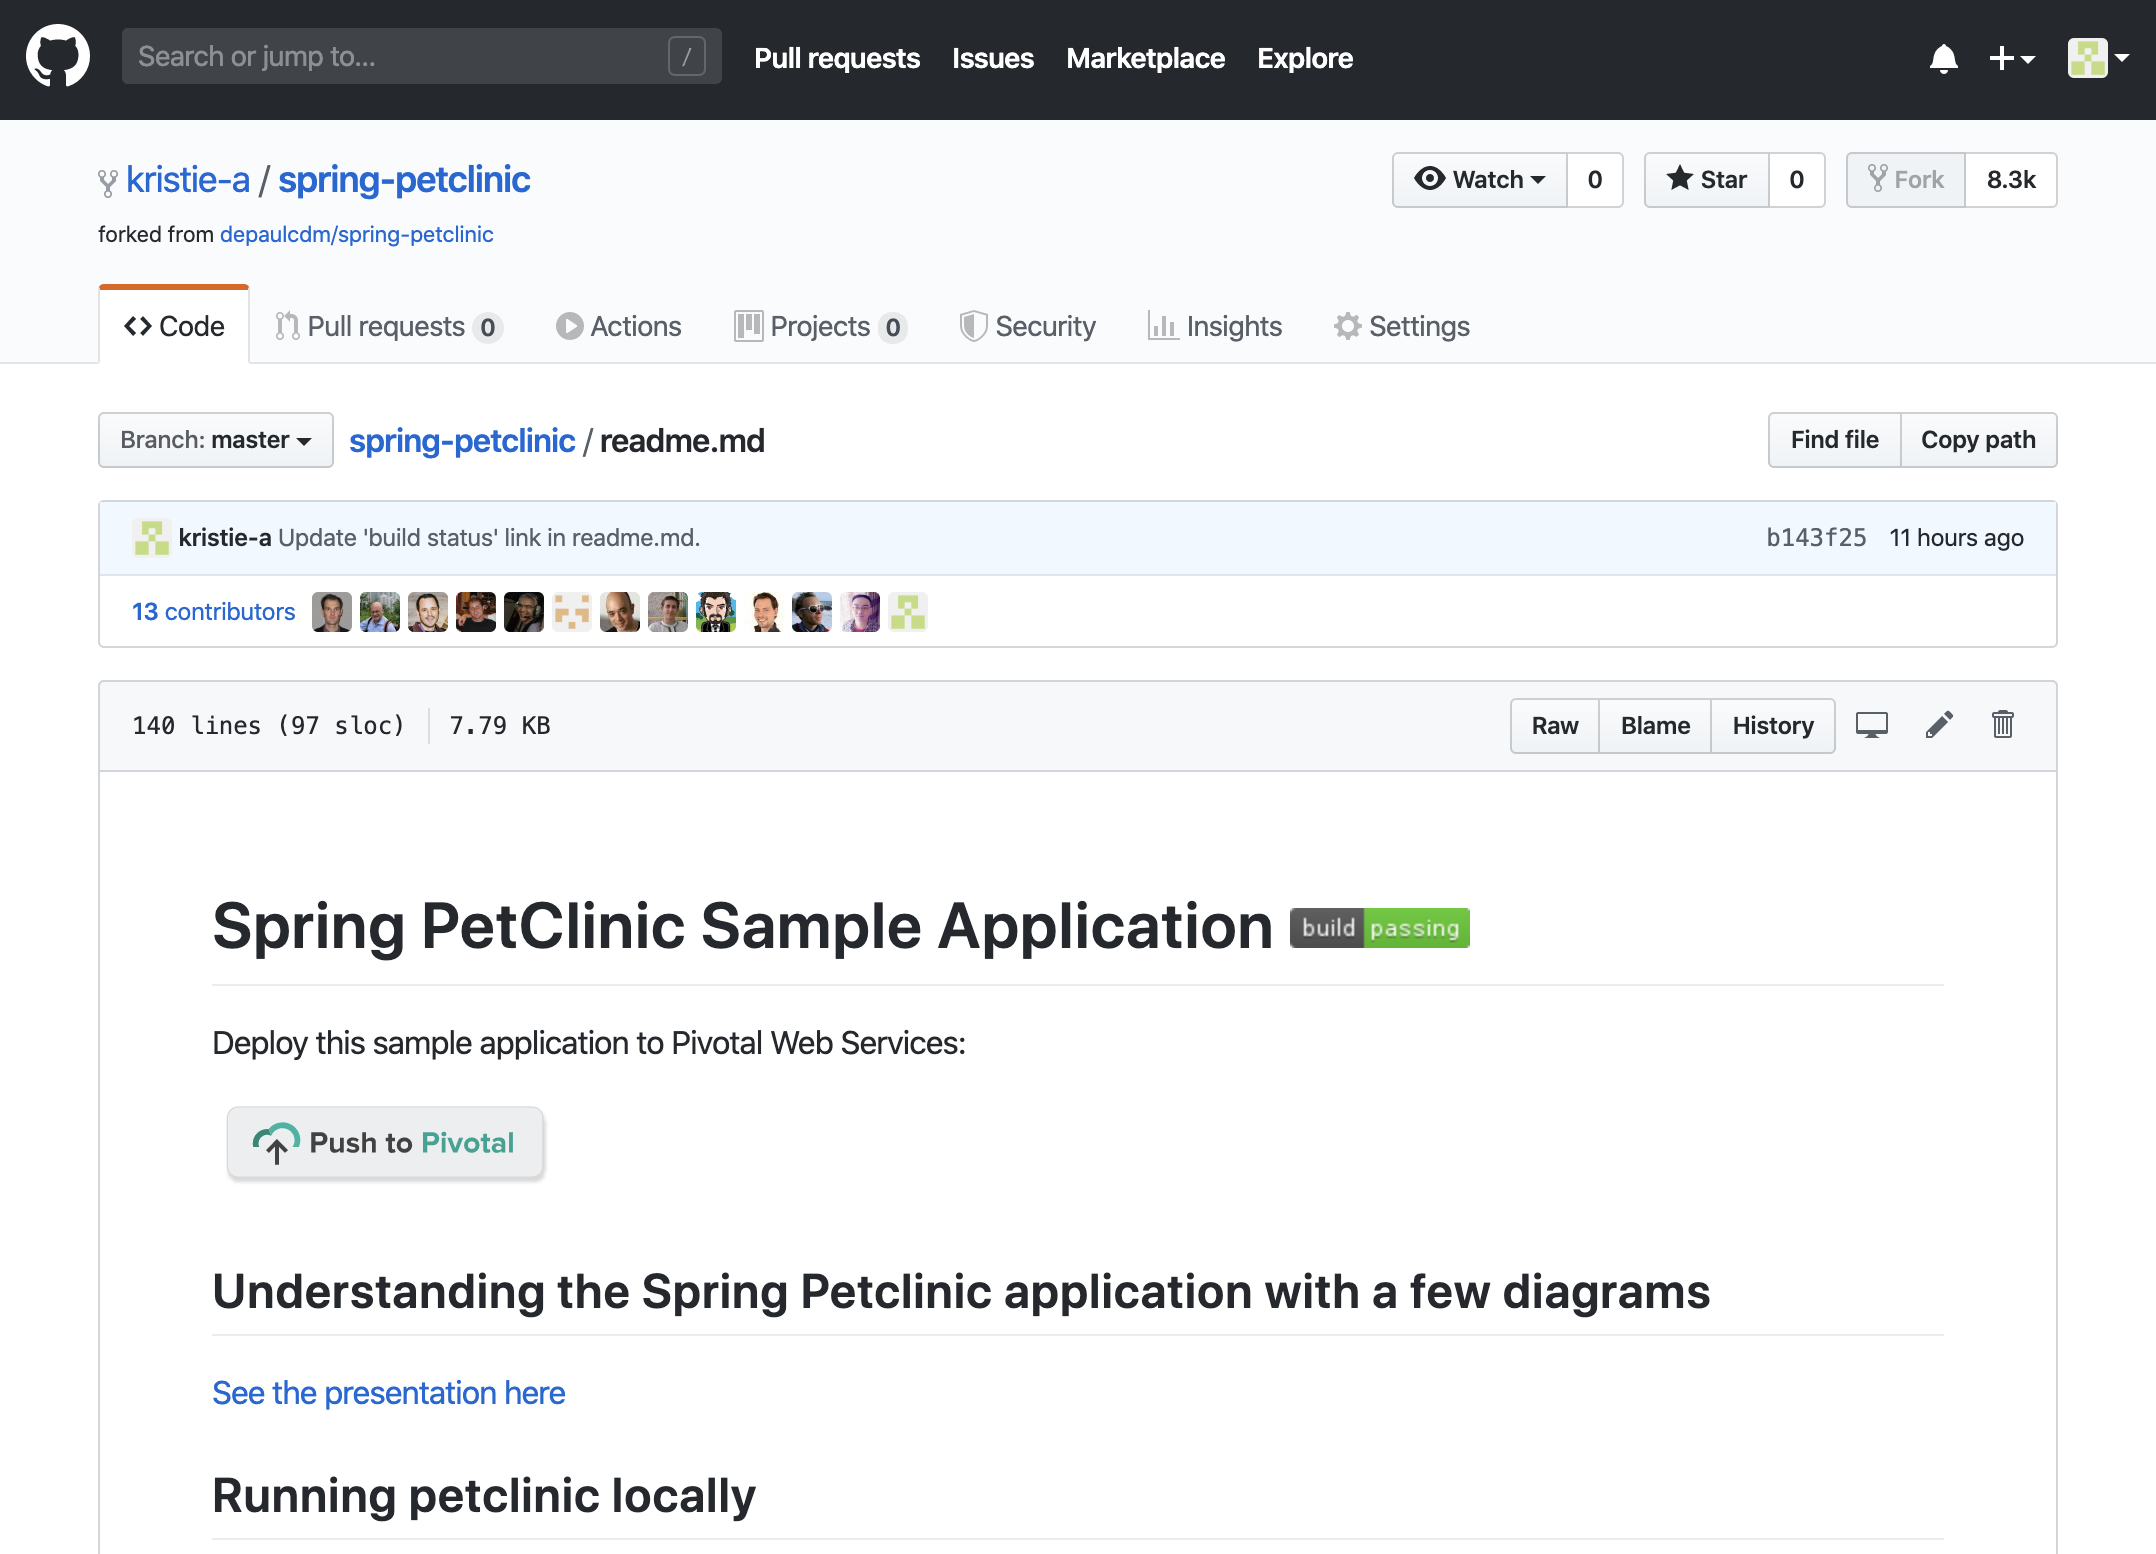 Search or jump to... /
Pull requests Issues Marketplace Explore
kristie-a / spring-petclinic
Watch 0 Star 0 Fork 8.3k
forked from depaulcdm/spring-petclinic
Code Pull requests 0 Actions Projects 0 Security Insights Settings
Branch: master spring-petclinic / readme.md Find file Copy path
kristie-a Update 'build status' link in readme.md. b143f25 11 hours ago
13 contributors
140 lines (97 sloc) 7.79 KB Raw Blame History
Spring PetClinic Sample Application build passing
Deploy this sample application to Pivotal Web Services:
Push to Pivotal
Understanding the Spring Petclinic application with a few diagrams
See the presentation here
Running petclinic locally